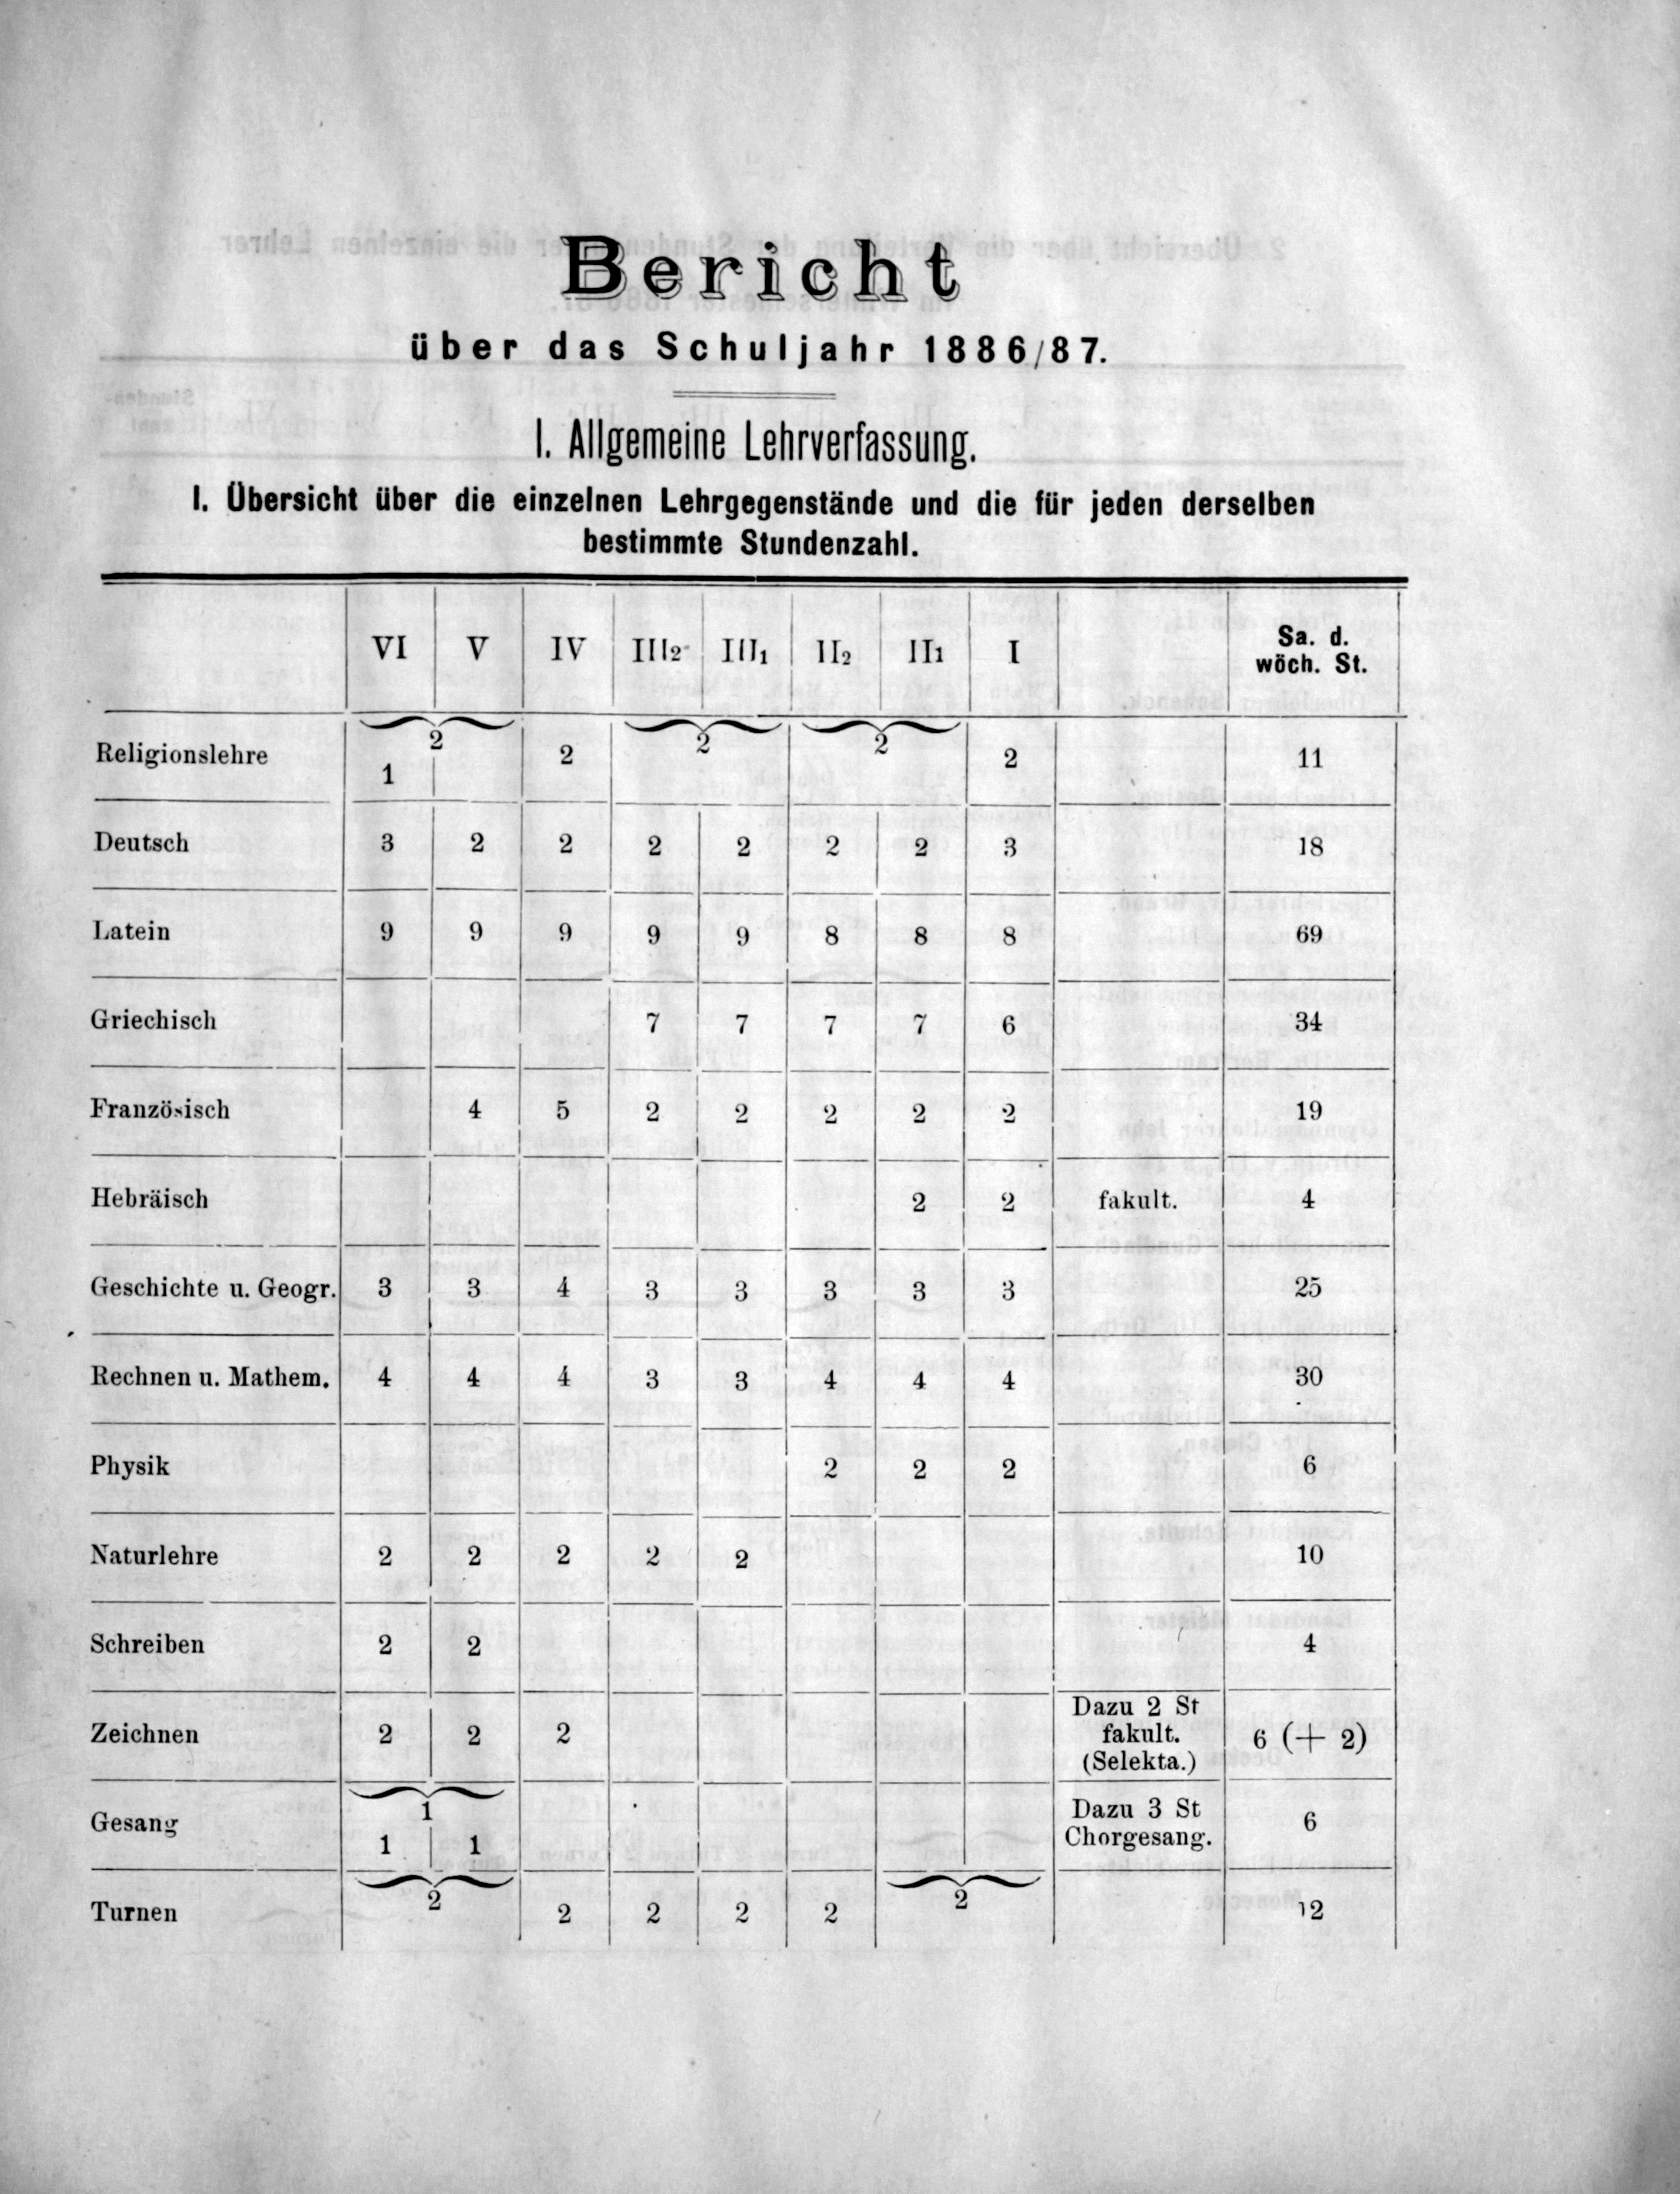 Bericht
über das Schuljahr 1886/87.
I. Allgemeine Lehrverfassung.
I. Übersicht über die einzelnen Lehrgegenstände und die für jeden derselben
bestimmte Stundenzahl.
VI V IV III2 III1 II2 II1 I Sa. d. wöch. St.
Religionslehre 2 1 2 2 2 2 11
Deutsch 3 2 2 2 2 2 2 3 18
Latein 9 9 9 9 9 8 8 8 69
Griechisch 7 7 7 7 6 34
Französisch 4 5 2 2 2 2 2 19
Hebräisch 2 2 fakult. 4
Geschichte u. Geogr. 3 3 4 3 3 3 3 3 25
Rechnen u. Mathem. 4 4 4 3 3 4 4 4 30
Physik 2 2 2 6
Naturlehre 2 2 2 2 2 10
Schreiben 2 2 4
Zeichnen 2 2 2 Dazu 2 St fakult. (Selekta.) 6 (+ 2)
Gesang 1 1 1 Dazu 3 St Chorgesang. 6
Turnen 2 2 2 2 2 2 12